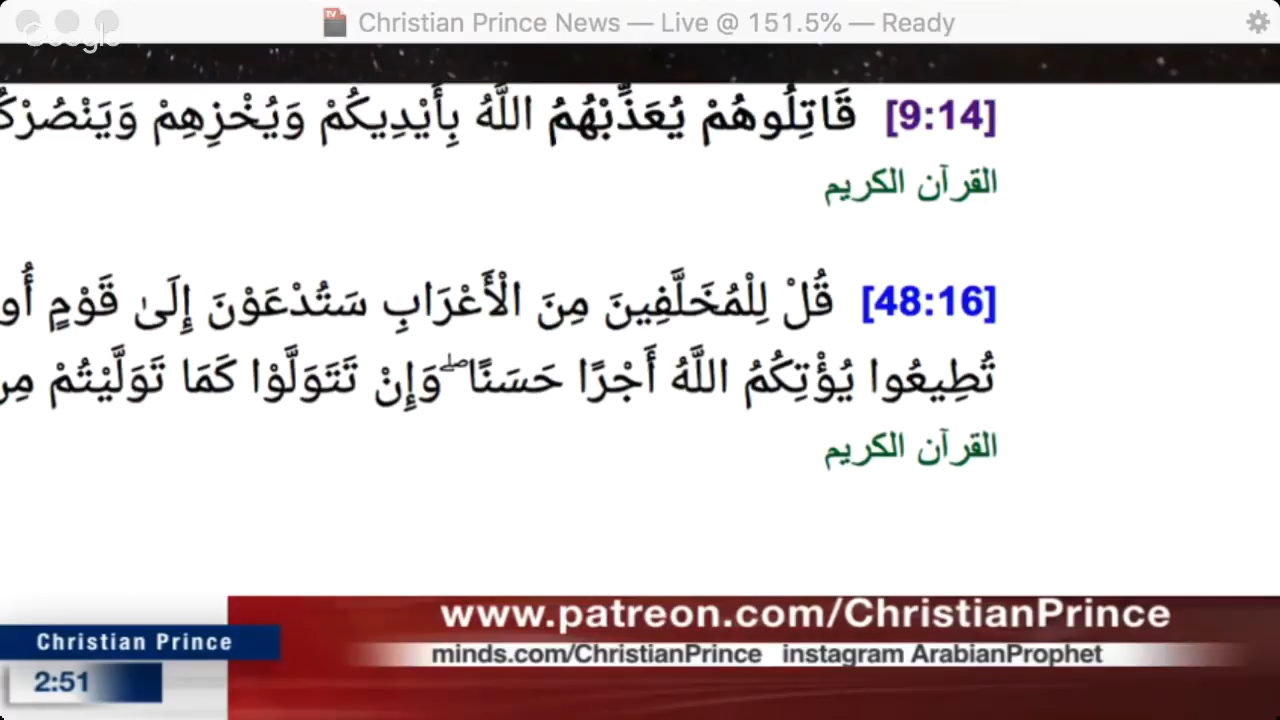 Christian Prince News — Live @ 151.5% — Ready
Google
[9:14] قَاتِلُوهُمْ يُعَذِّبْهُمُ اللَّهُ بِأَيْدِيكُمْ وَيُخْزِهِمْ
القرآن الكريم
[48:16] قُلْ لِلْمُخَلَّفِينَ مِنَ الْأَعْرَابِ سَتُدْعَوْنَ إِلَىٰ قَوْمٍ
تُطِيعُوا يُؤْتِكُمُ اللَّهُ أَجْرًا حَسَنًا ۖ وَإِنْ تَتَوَلَّوْا كَمَا تَوَلَّيْتُمْ
القرآن الكريم
www.patreon.com/ChristianPrince
Christian Prince
minds.com/ChristianPrince instagram ArabianProphet
2:51